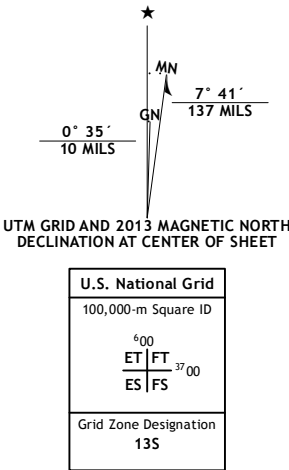 ★
MN
GN
7° 41´
137 MILS
0° 35´
10 MILS
UTM GRID AND 2013 MAGNETIC NORTH
DECLINATION AT CENTER OF SHEET
U.S. National Grid
100,000-m Square ID
600
ET FT
3700
ES FS
Grid Zone Designation
13S